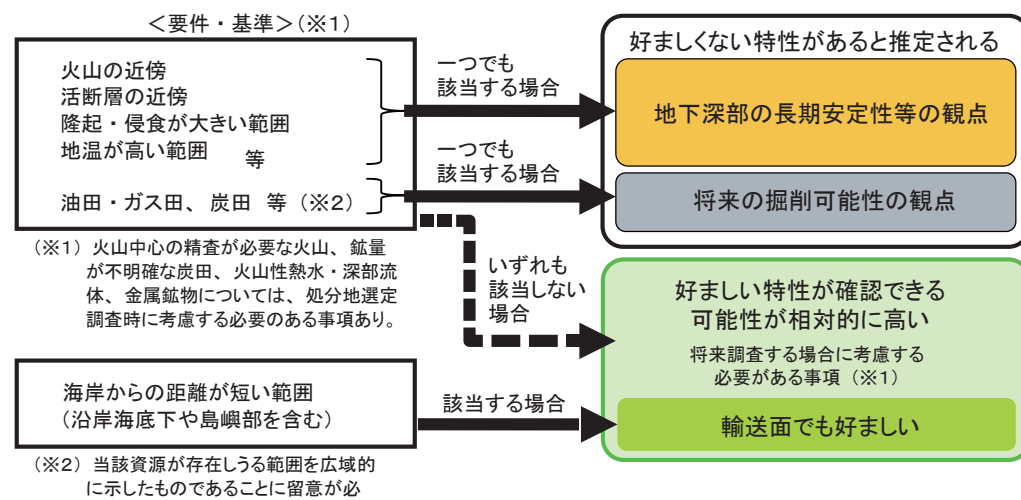 <要件・基準>(※1)
火山の近傍
活断層の近傍
隆起・侵食が大きい範囲
地温が高い範囲 等
油田・ガス田、炭田 等(※2)
(※1)火山中心の精査が必要な火山、鉱量
が不明確な炭田、火山性熱水・深部流
体、金属鉱物については、処分地選定
調査時に考慮する必要のある事項あり。
一つでも
該当する場合
一つでも
該当する場合
いずれも
該当しない
場合
好ましくない特性があると推定される
地下深部の長期安定性等の観点
将来の掘削可能性の観点
好ましい特性が確認できる
可能性が相対的に高い
将来調査する場合に考慮する
必要がある事項(※1)
輸送面でも好ましい
海岸からの距離が短い範囲
(沿岸海底下や島嶼部を含む)
該当する場合
(※2)当該資源が存在しうる範囲を広域的
に示したものであることに留意が必